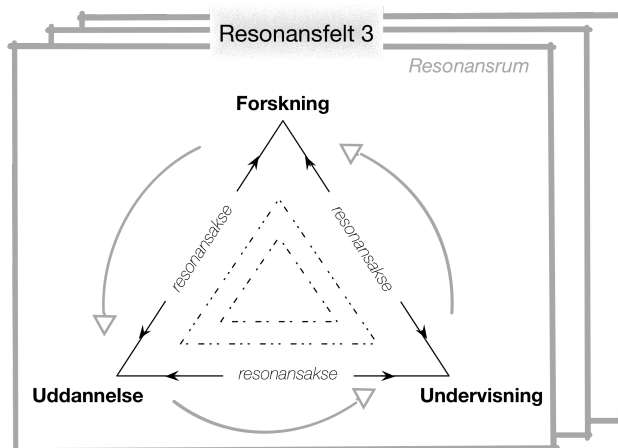 Resonansfelt 3
Resonansrum
Forskning
resonansakse
resonansakse
resonansakse
Uddannelse
Undervisning